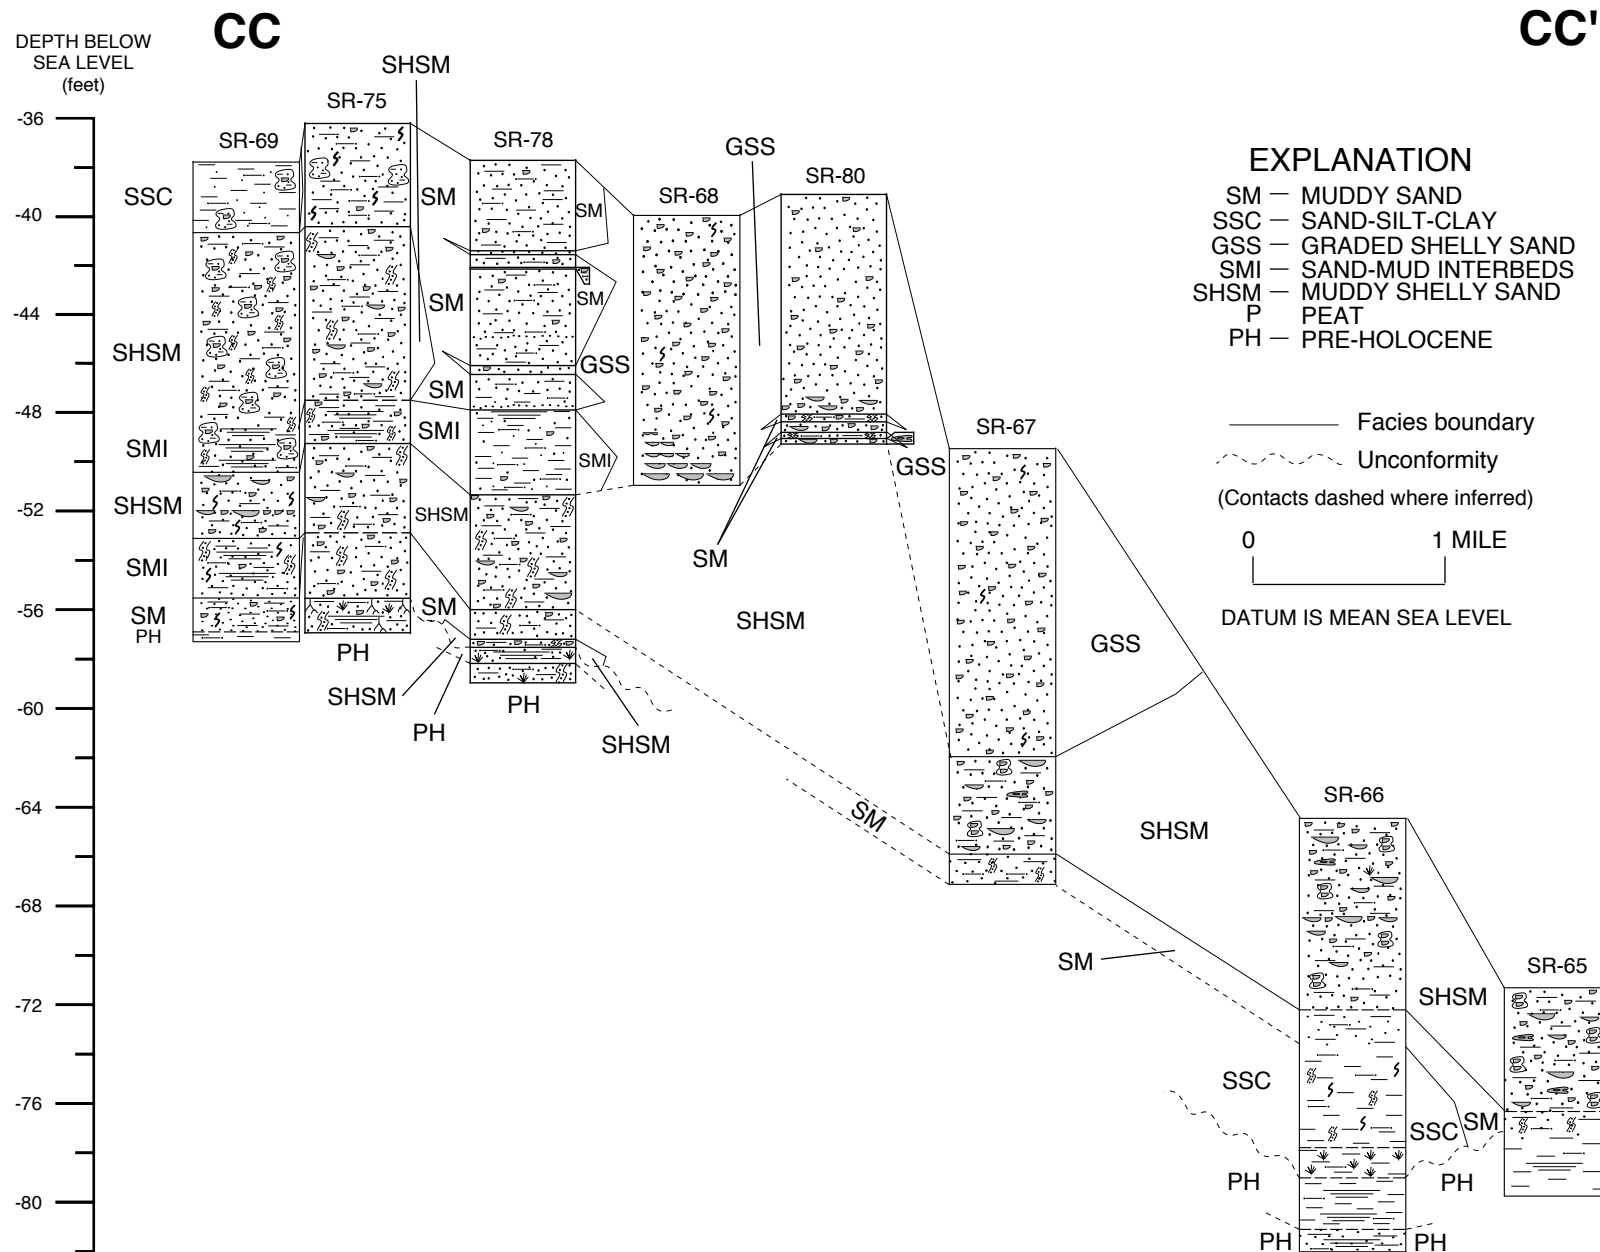 CC
CC'
DEPTH BELOW
SEA LEVEL
(feet)
-36
-40
-44
-48
-52
-56
-60
-64
-68
-72
-76
-80
SHSM
SR-75
SR-69
SR-78
SR-68
GSS
SR-80
SR-67
SR-66
SR-65
SSC
SHSM
SMI
SHSM
SMI
SM
PH
SM
SM
SM
SMI
SHSM
SM
PH
SHSM
PH
PH
SHSM
SM
SM
GSS
SMI
SM
GSS
SHSM
SM
GSS
SHSM
SM
SHSM
SSC
SSC
SM
PH
PH
PH
PH
EXPLANATION
SM — MUDDY SAND
SSC — SAND-SILT-CLAY
GSS — GRADED SHELLY SAND
SMI — SAND-MUD INTERBEDS
SHSM — MUDDY SHELLY SAND
P PEAT
PH — PRE-HOLOCENE
Facies boundary
Unconformity
(Contacts dashed where inferred)
0 1 MILE
DATUM IS MEAN SEA LEVEL